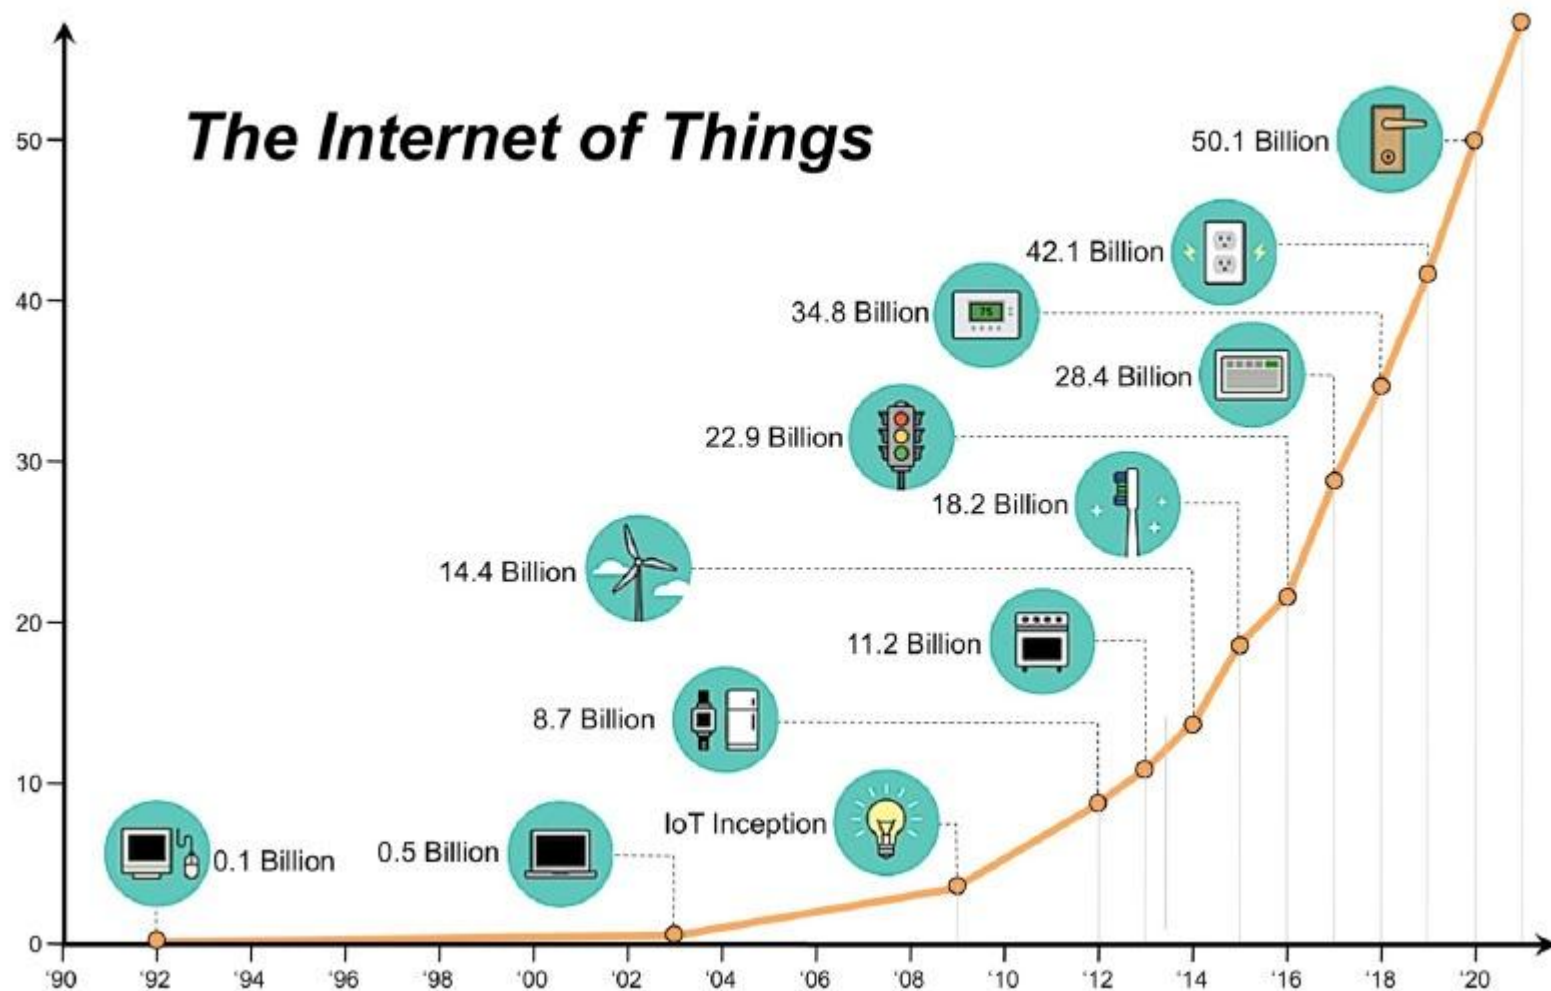 The Internet of Things
50
40
30
20
10
0
50.1 Billion
42.1 Billion
34.8 Billion
75
28.4 Billion
22.9 Billion
18.2 Billion
14.4 Billion
11.2 Billion
8.7 Billion
IoT Inception
0.5 Billion
0.1 Billion
'90 '92 '94 '96 '98 '00 '02 '04 '06 '08 '10 '12 '14 '16 '18 '20